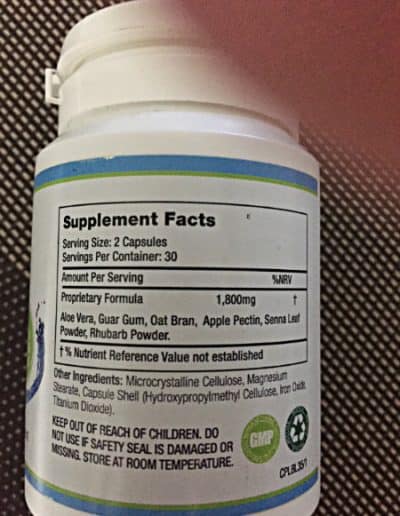 Supplement Facts
Serving Size: 2 Capsules
Servings Per Container: 30
Amount Per Serving %NRV
Proprietary Formula 1,800mg †
Aloe Vera, Guar Gum, Oat Bran, Apple Pectin, Senna Leaf
Powder, Rhubarb Powder.
† % Nutrient Reference Value not established
Other Ingredients: Microcrystalline Cellulose, Magnesium
Stearate, Capsule Shell (Hydroxypropylmethyl Cellulose, Iron Oxide,
Titanium Dioxide).
KEEP OUT OF REACH OF CHILDREN. DO
NOT USE IF SAFETY SEAL IS DAMAGED OR
MISSING. STORE AT ROOM TEMPERATURE.
GMP